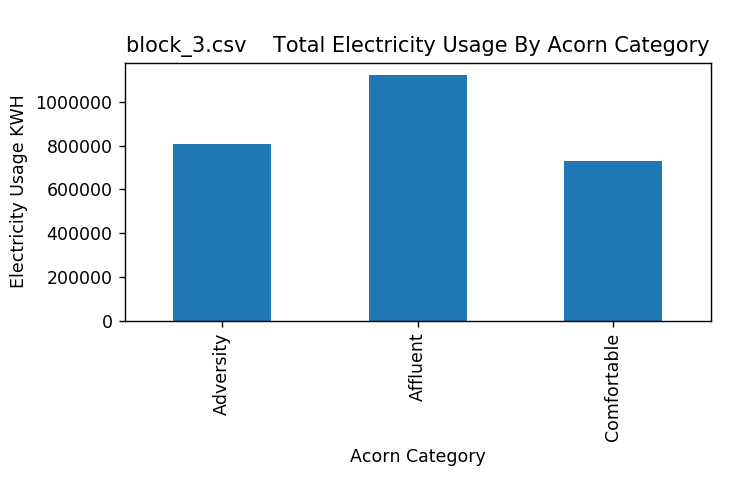 block_3.csv    Total Electricity Usage By Acorn Category
Electricity Usage KWH
1000000
800000
600000
400000
200000
0
Adversity
Affluent
Comfortable
Acorn Category